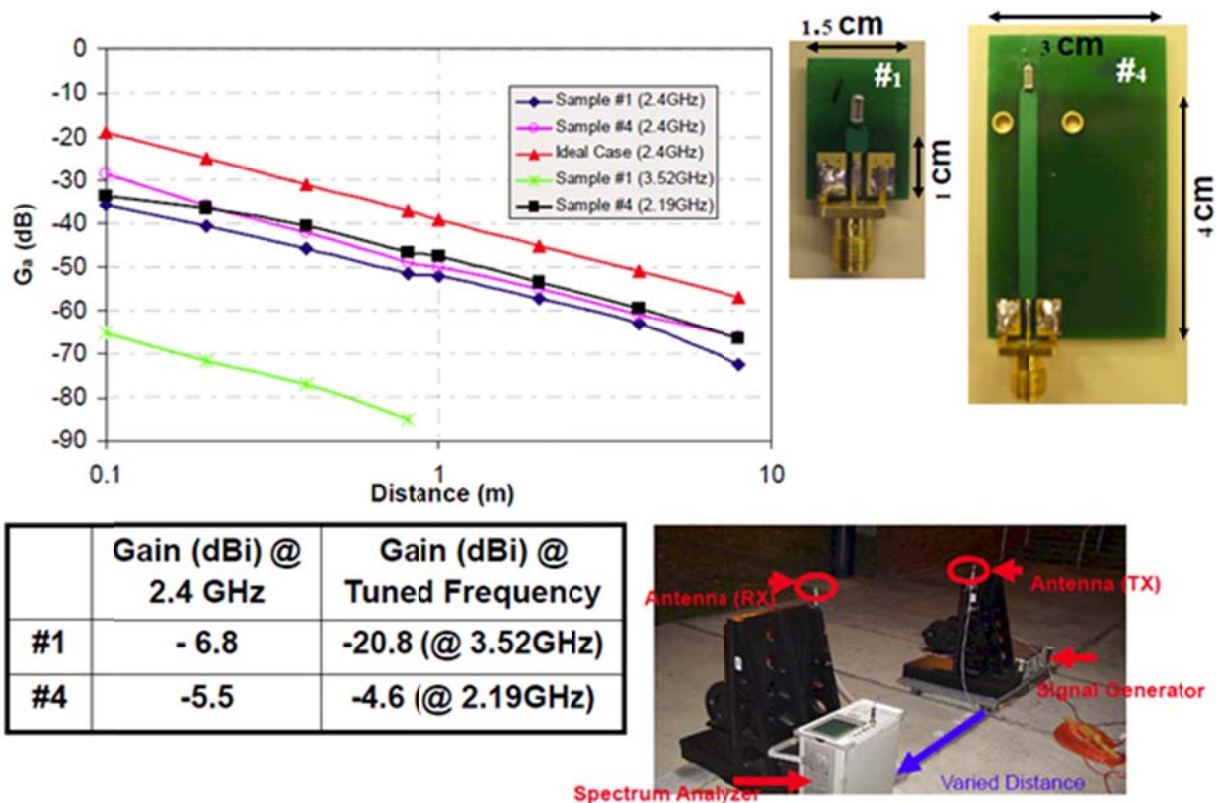 0
-10
-20
-30
-40
-50
-60
-70
-80
-90
Ga (dB)
0.1
1
10
Distance (m)
Sample #1 (2.4GHz)
Sample #4 (2.4GHz)
Ideal Case (2.4GHz)
Sample #1 (3.52GHz)
Sample #4 (2.19GHz)
1.5 cm
#1
1 cm
3 cm
#4
4 cm
Gain (dBi) @
2.4 GHz
Gain (dBi) @
Tuned Frequency
#1
- 6.8
-20.8 (@ 3.52GHz)
#4
-5.5
-4.6 (@ 2.19GHz)
Antenna (RX)
Antenna (TX)
Signal Generator
Spectrum Analyzer
Varied Distance